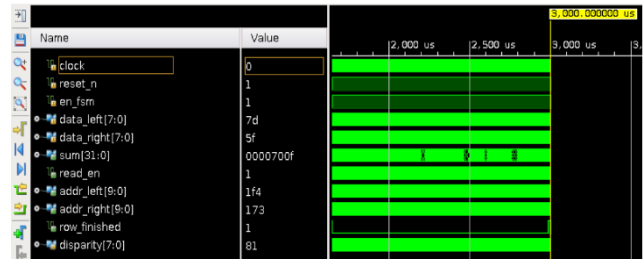 3,000.000000 us
Name Value 2,000 us 2,500 us 3,000 us 3,
clock 0
reset_n 1
en_fsm 1
data_left[7:0] 7d
data_right[7:0] 5f
sum[31:0] 0000700f
read_en 1
addr_left[9:0] 1f4
addr_right[9:0] 173
row_finished 1
disparity[7:0] 81